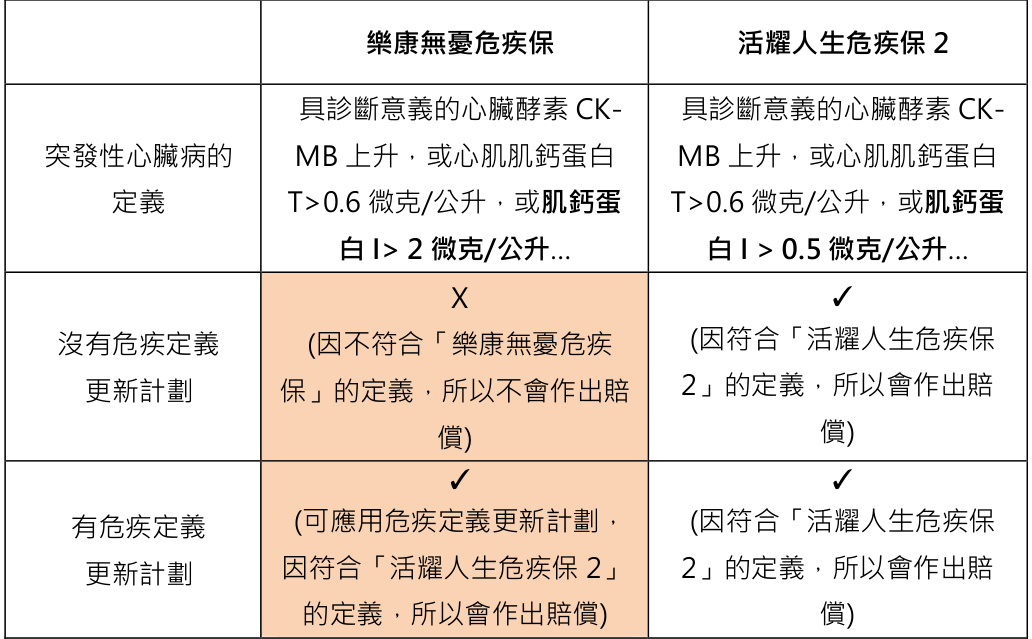 樂康無憂危疾保
活耀人生危疾保 2
突發性心臟病的
定義
具診斷意義的心臟酵素 CK-
MB 上升，或心肌肌鈣蛋白
T>0.6 微克/公升，或肌鈣蛋
白 I> 2 微克/公升...
具診斷意義的心臟酵素 CK-
MB 上升，或心肌肌鈣蛋白
T>0.6 微克/公升，或肌鈣蛋
白 I > 0.5 微克/公升...
沒有危疾定義
更新計劃
X
(因不符合「樂康無憂危疾
保」的定義，所以不會作出賠
償)
✓
(因符合「活耀人生危疾保
2」的定義，所以會作出賠
償)
有危疾定義
更新計劃
✓
(可應用危疾定義更新計劃，
因符合「活耀人生危疾保 2」
的定義，所以會作出賠償)
✓
(因符合「活耀人生危疾保
2」的定義，所以會作出賠
償)